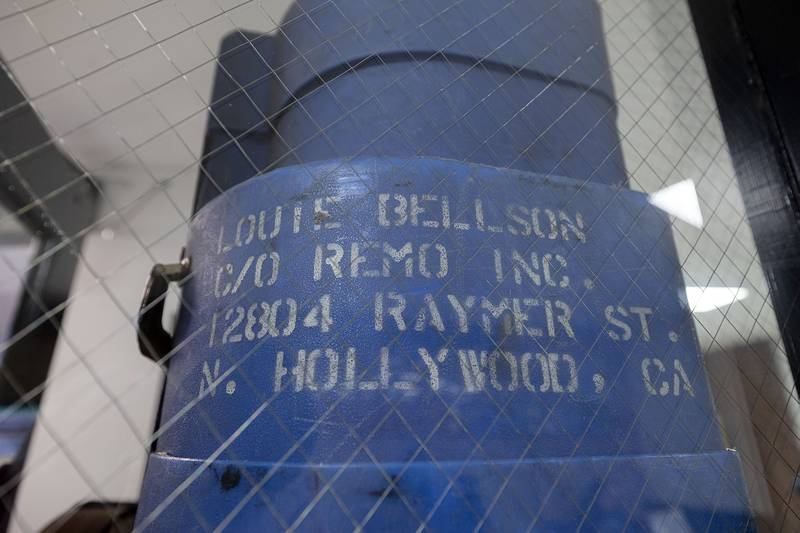 LOUIE BELLSON
C/O REMO INC.
12804 RAYMER ST.
N. HOLLYWOOD, CA